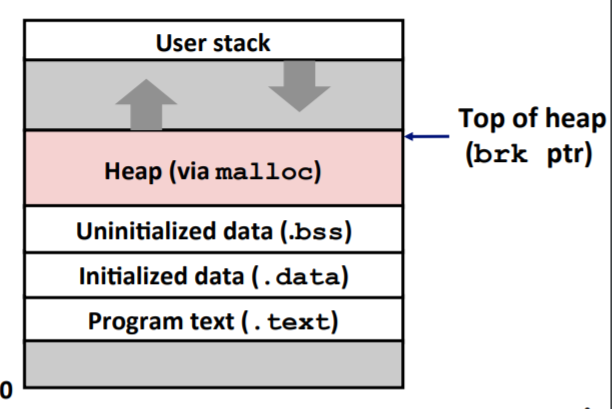 User stack
Top of heap
(brk ptr)
Heap (via malloc)
Uninitialized data (.bss)
Initialized data (.data)
Program text (.text)
0